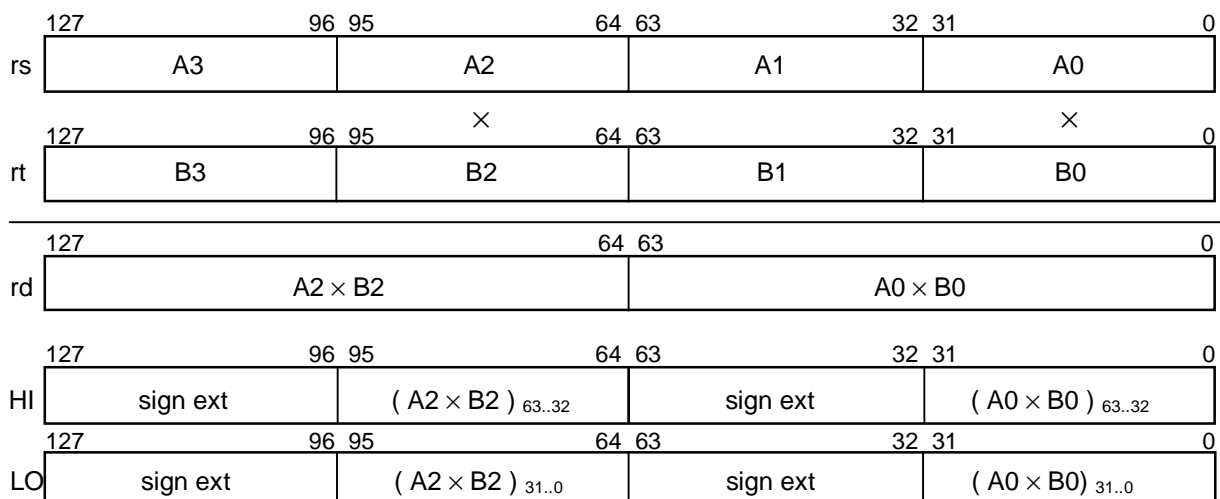 127 96 95 64 63 32 31 0
rs A3 A2 A1 A0
× ×
127 96 95 64 63 32 31 0
rt B3 B2 B1 B0
127 64 63 0
rd A2 × B2 A0 × B0
127 96 95 64 63 32 31 0
HI sign ext ( A2 × B2 ) 63..32 sign ext ( A0 × B0 ) 63..32
127 96 95 64 63 32 31 0
LO sign ext ( A2 × B2 ) 31..0 sign ext ( A0 × B0) 31..0